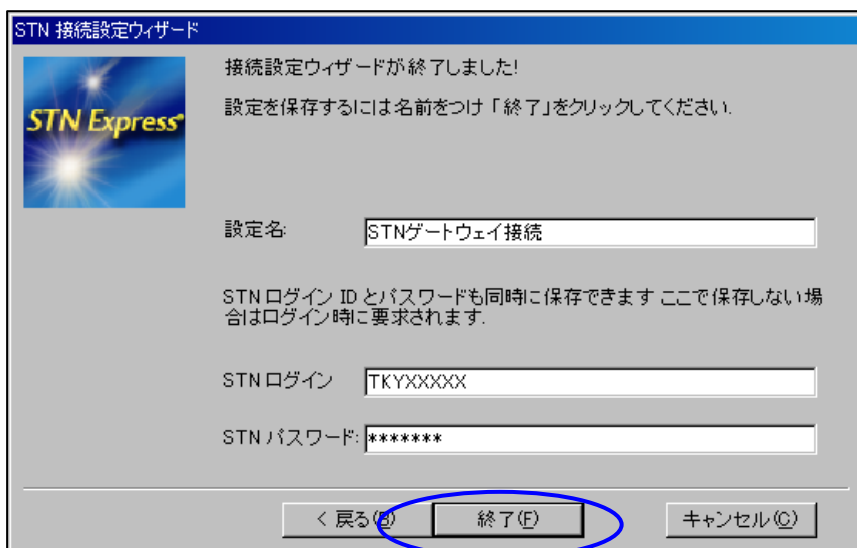 STN 接続設定ウィザード
STN Express
接続設定ウィザードが終了しました!
設定を保存するには名前をつけ「終了」をクリックしてください.
設定名:
STNゲートウェイ接続
STN ログイン ID とパスワードも同時に保存できます ここで保存しない場
合はログイン時に要求されます.
STN ログイン
TKYXXXXX
STN パスワード:
*******
< 戻る(B)
終了(F)
キャンセル(C)